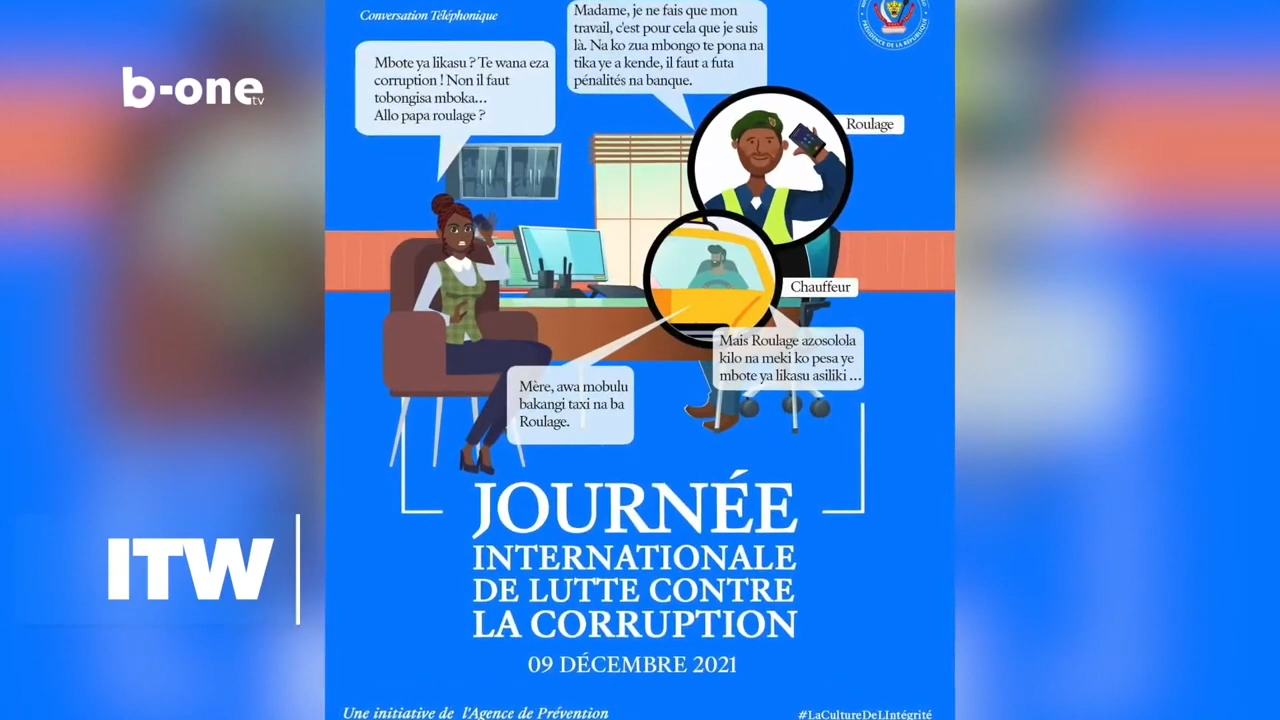 Conversation Téléphonique
Madame, je ne fais que mon
travail, c'est pour cela que je suis
là. Na ko zua mbongo te pona na
tika ye a kende, il faut a futa
pénalités na banque.
PRÉSIDENCE DE LA RÉPUBLIQUE
b-one
tv
Mbote ya likasu ? Te wana eza
corruption ! Non il faut
tobongisa mboka...
Allo papa roulage ?
Roulage
Chauffeur
Mais Roulage azosolola
kilo na meki ko pesa ye
mbote ya likasu asiliki ...
Mère, awa mobulu
bakangi taxi na ba
Roulage.
JOURNÉE
INTERNATIONALE
DE LUTTE CONTRE
LA CORRUPTION
09 DÉCEMBRE 2021
ITW
Une initiative de l'Agence de Prévention
#LaCultureDeLIntégrité